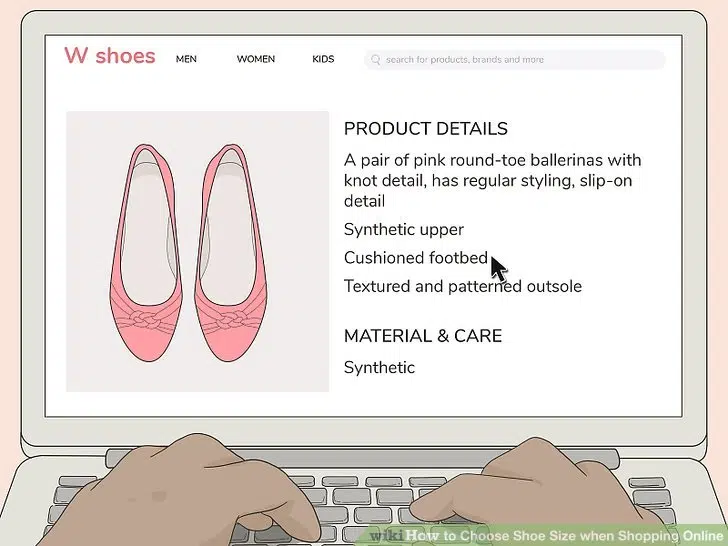 W shoes
MEN
WOMEN
KIDS
search for products, brands and more
PRODUCT DETAILS
A pair of pink round-toe ballerinas with
knot detail, has regular styling, slip-on
detail
Synthetic upper
Cushioned footbed
Textured and patterned outsole
MATERIAL & CARE
Synthetic
wikiHow to Choose Shoe Size when Shopping Online